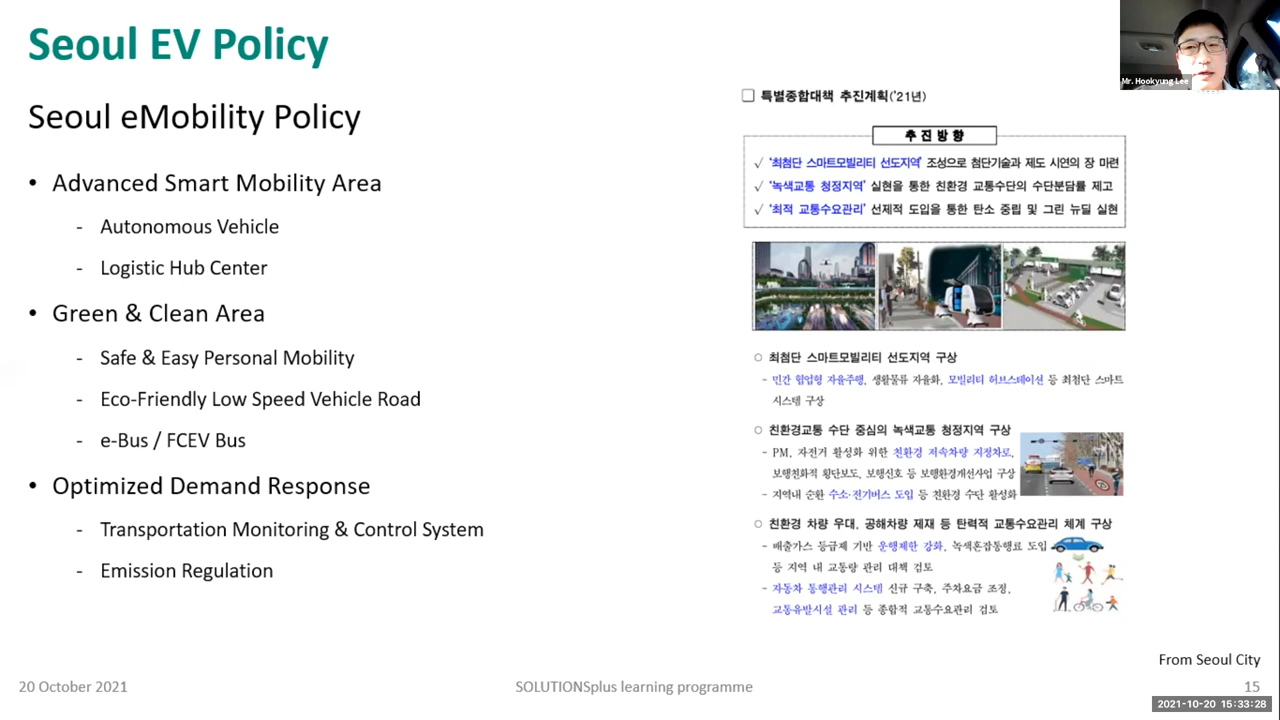 Seoul EV Policy
Mr. Hookyung Lee
Seoul eMobility Policy
• Advanced Smart Mobility Area
- Autonomous Vehicle
- Logistic Hub Center
• Green & Clean Area
- Safe & Easy Personal Mobility
- Eco-Friendly Low Speed Vehicle Road
- e-Bus / FCEV Bus
• Optimized Demand Response
- Transportation Monitoring & Control System
- Emission Regulation
□ 특별종합대책 추진계획('21년)
추진방향
√ '최첨단 스마트모빌리티 선도지역' 조성으로 첨단기술과 제도 시연의 장 마련
√ '녹색교통 청정지역' 실현을 통한 친환경 교통수단의 수단분담률 제고
√ '최적 교통수요관리' 선제적 도입을 통한 탄소 중립 및 그린 뉴딜 실현
○ 최첨단 스마트모빌리티 선도지역 구상
- 민간 협업형 자율주행, 생활물류 자율화, 모빌리티 허브스테이션 등 최첨단 스마트
시스템 구상
○ 친환경교통 수단 중심의 녹색교통 청정지역 구상
- PM, 자전거 활성화 위한 친환경 저속차량 지정차로,
보행친화적 횡단보도, 보행신호 등 보행환경개선사업 구상
- 지역내 순환 수소·전기버스 도입 등 친환경 수단 활성화
○ 친환경 차량 우대, 공해차량 제재 등 탄력적 교통수요관리 체계 구상
- 배출가스 등급제 기반 운행제한 강화, 녹색혼잡통행료 도입
등 지역 내 교통량 관리 대책 검토
- 자동차 통행관리 시스템 신규 구축, 주차요금 조정,
교통유발시설 관리 등 종합적 교통수요관리 검토
From Seoul City
20 October 2021
SOLUTIONSplus learning programme
15
2021-10-20 15:33:28